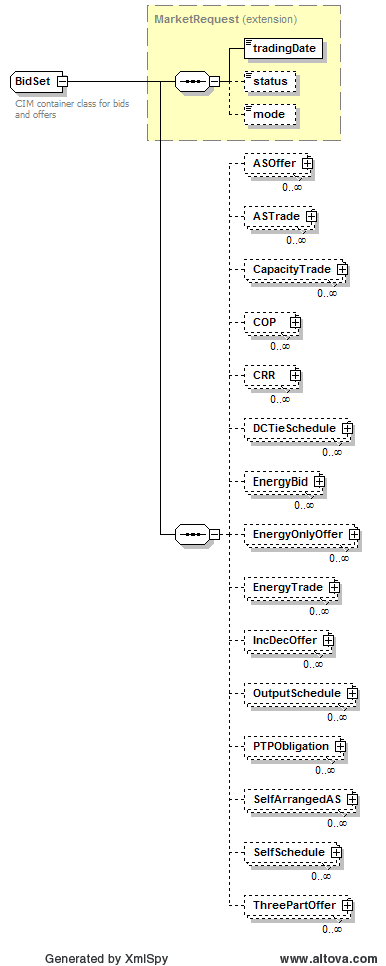 MarketRequest (extension)
tradingDate
BidSet
status
CIM container class for bids
and offers
mode
ASOffer
0..∞
ASTrade
0..∞
CapacityTrade
0..∞
COP
0..∞
CRR
0..∞
DCTieSchedule
0..∞
EnergyBid
0..∞
EnergyOnlyOffer
0..∞
EnergyTrade
0..∞
IncDecOffer
0..∞
OutputSchedule
0..∞
PTPObligation
0..∞
SelfArrangedAS
0..∞
SelfSchedule
0..∞
ThreePartOffer
0..∞
Generated by XmlSpy www.altova.com